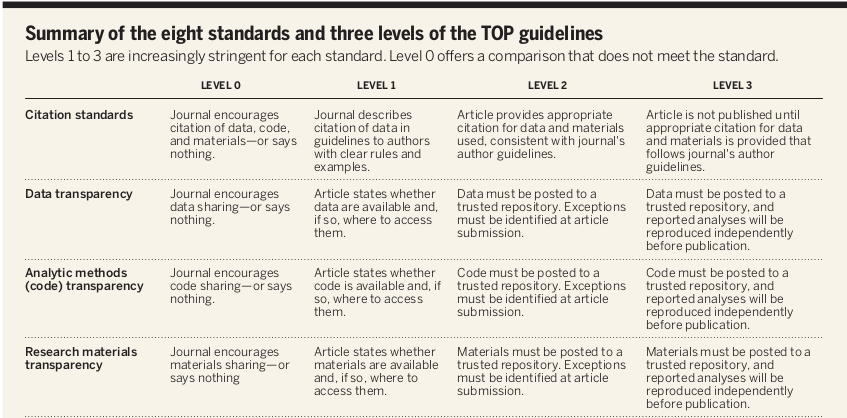 Summary of the eight standards and three levels of the TOP guidelines
Levels 1 to 3 are increasingly stringent for each standard. Level 0 offers a comparison that does not meet the standard.
LEVEL 0
LEVEL 1
LEVEL 2
LEVEL 3
Citation standards
Journal encourages
citation of data, code,
and materials—or says
nothing.
Journal describes
citation of data in
guidelines to authors
with clear rules and
examples.
Article provides appropriate
citation for data and materials
used, consistent with journal's
author guidelines.
Article is not published until
appropriate citation for data
and materials is provided that
follows journal's author
guidelines.
Data transparency
Journal encourages
data sharing—or says
nothing.
Article states whether
data are available and,
if so, where to access
them.
Data must be posted to a
trusted repository. Exceptions
must be identified at article
submission.
Data must be posted to a
trusted repository, and
reported analyses will be
reproduced independently
before publication.
Analytic methods
(code) transparency
Journal encourages
code sharing—or says
nothing.
Article states whether
code is available and, if
so, where to access
them.
Code must be posted to a
trusted repository. Exceptions
must be identified at article
submission.
Code must be posted to a
trusted repository, and
reported analyses will be
reproduced independently
before publication.
Research materials
transparency
Journal encourages
materials sharing—or
says nothing
Article states whether
materials are available
and, if so, where to
access them.
Materials must be posted to a
trusted repository. Exceptions
must be identified at article
submission.
Materials must be posted to a
trusted repository, and
reported analyses will be
reproduced independently
before publication.